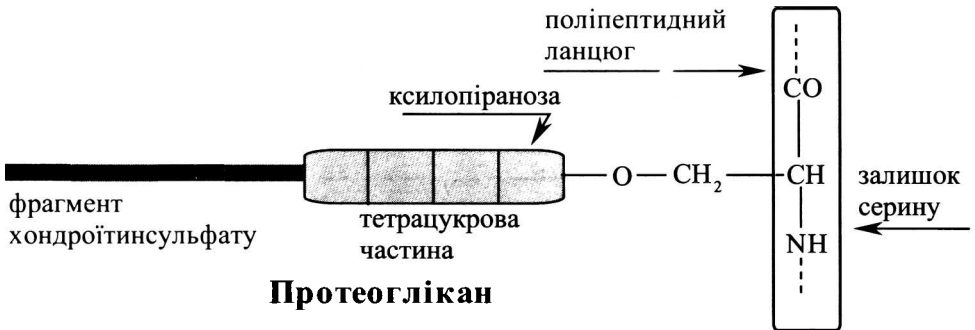 поліпептидний
ланцюг
ксилопіраноза
CO
O
CH₂
CH
NH
фрагмент
хондроїтинсульфату
тетрацукрова
частина
залишок
серину
Протеоглікан